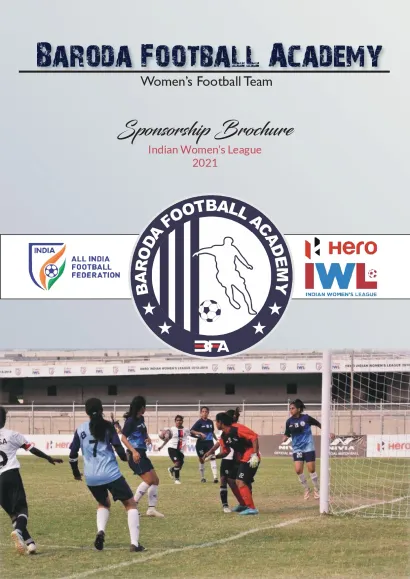 BARODA FOOTBALL ACADEMY
Women's Football Team
Sponsorship Brochure
Indian Women's League
2021
BARODA FOOTBALL ACADEMY
BFA
INDIA
ALL INDIA
FOOTBALL
FEDERATION
Hero
IWL
INDIAN WOMEN'S LEAGUE
7
NIVIA